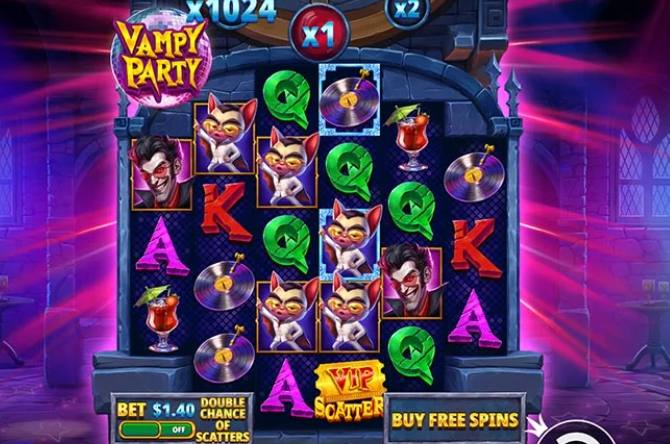 x1024
x1
x2
VAMPY
PARTY
Q
K
Q
A
Q
Q
K
A
Q
A
VIP
SCATTER
BET $1.40
OFF
DOUBLE
CHANCE
OF
SCATTERS
BUY FREE SPINS